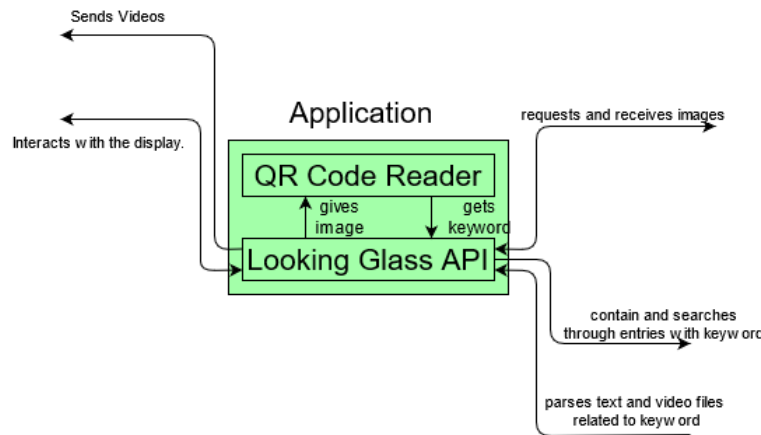 Sends Videos
Application
requests and receives images
Interacts with the display.
QR Code Reader
gives
image
gets
keyword
Looking Glass API
contain and searches
through entries with keyword
parses text and video files
related to keyword